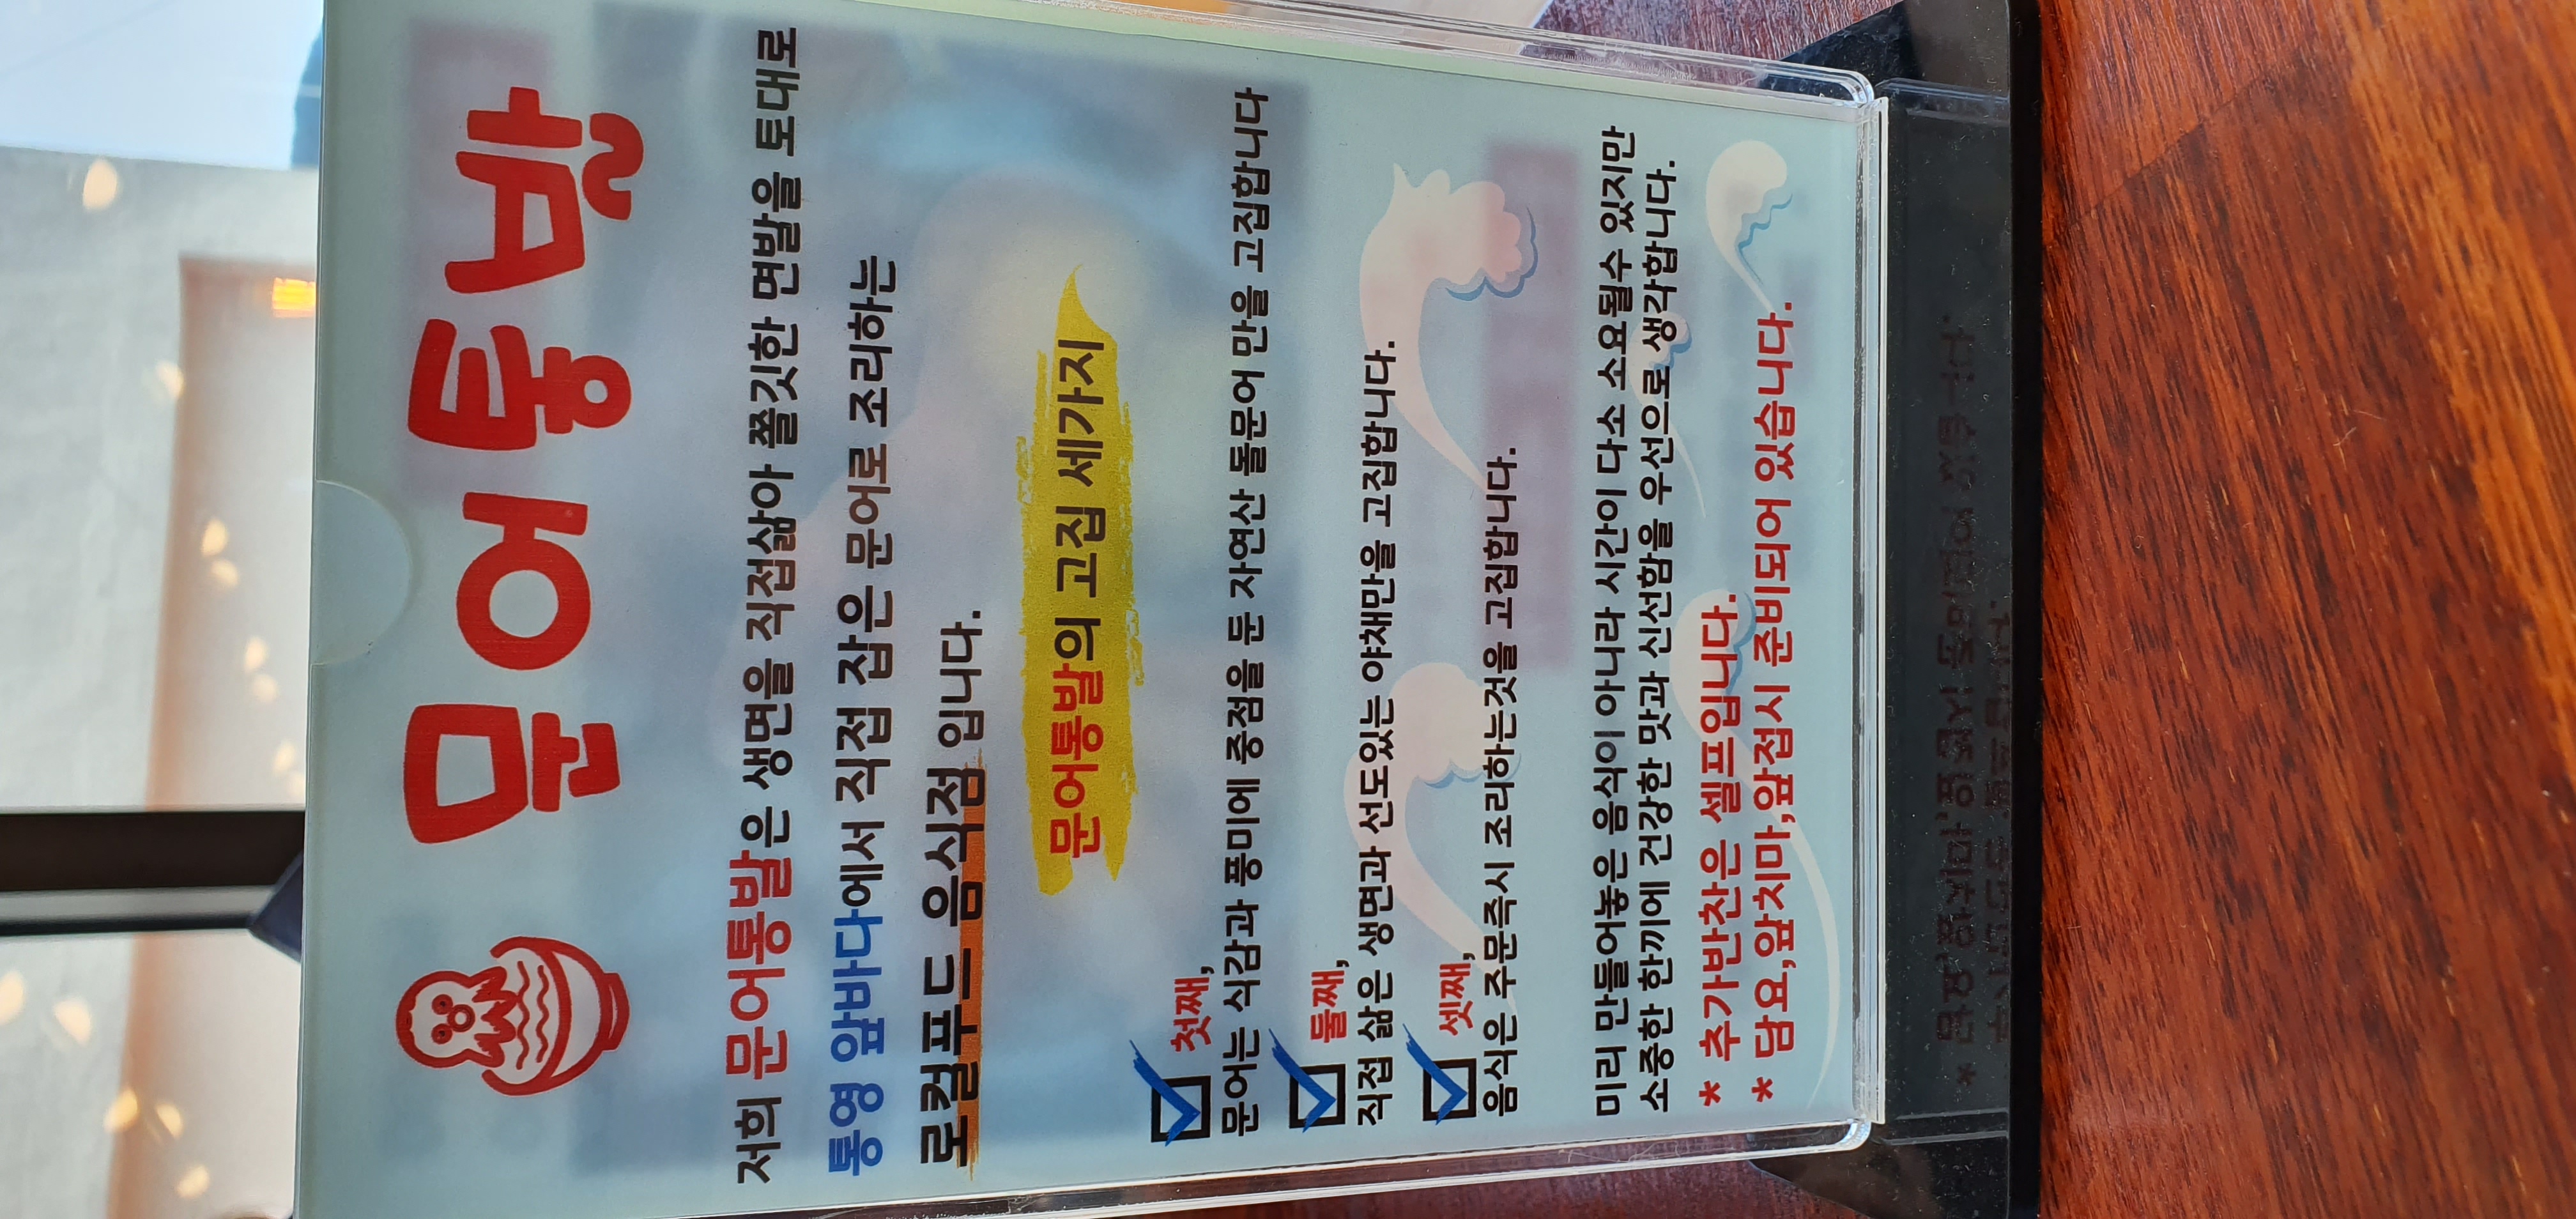 문어통발
저희 문어통발은 생면을 직접삶아 쫄깃한 면발을 토대로
통영 앞바다에서 직접 잡은 문어로 조리하는
로컬푸드 음식점 입니다.
문어통발의 고집 세가지
첫째,
문어는 식감과 풍미에 중점을 둔 자연산 돌문어 만을 고집합니다
둘째,
직접 삶은 생면과 선도있는 야채만을 고집합니다.
셋째,
음식은 주문즉시 조리하는것을 고집합니다.
미리 만들어놓은 음식이 아니라 시간이 다소 소요될수 있지만
소중한 한끼에 건강한 맛과 신선함을 우선으로 생각합니다.
* 추가반찬은 셀프입니다.
* 담요,앞치마,앞접시 준비되어 있습니다.